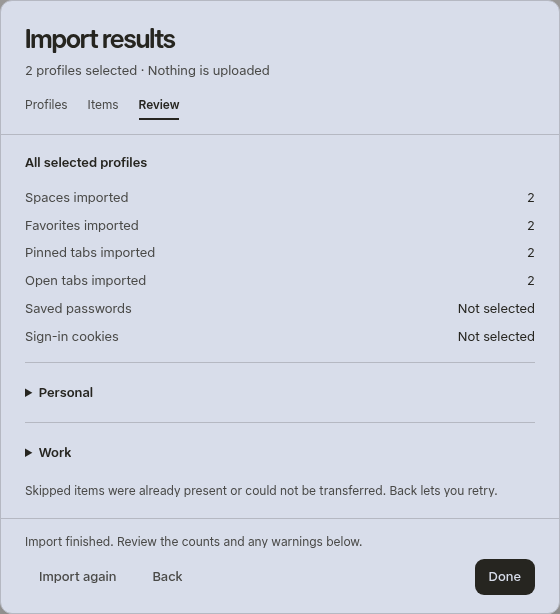 Import results
2 profiles selected · Nothing is uploaded
Profiles Items Review
All selected profiles
Spaces imported 2
Favorites imported 2
Pinned tabs imported 2
Open tabs imported 2
Saved passwords Not selected
Sign-in cookies Not selected
Personal
Work
Skipped items were already present or could not be transferred. Back lets you retry.
Import finished. Review the counts and any warnings below.
Import again Back Done